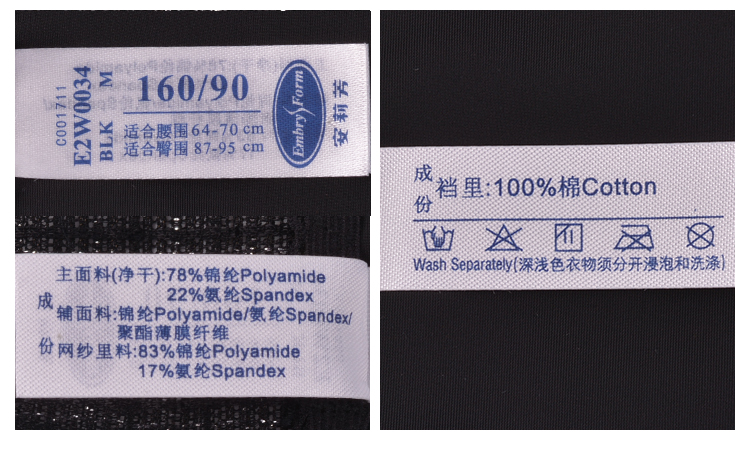 C001711
E2W0034
BLK M
160/90
适合腰围 64-70 cm
适合臀围 87-95 cm
Embry Form
安莉芳
成份
主面料(净干):78%锦纶Polyamide
22%氨纶Spandex
辅面料:锦纶Polyamide/氨纶Spandex/
聚酯薄膜纤维
网纱里料:83%锦纶Polyamide
17%氨纶Spandex
成份
裆里:100%棉Cotton
Wash Separately(深浅色衣物须分开浸泡和洗涤)